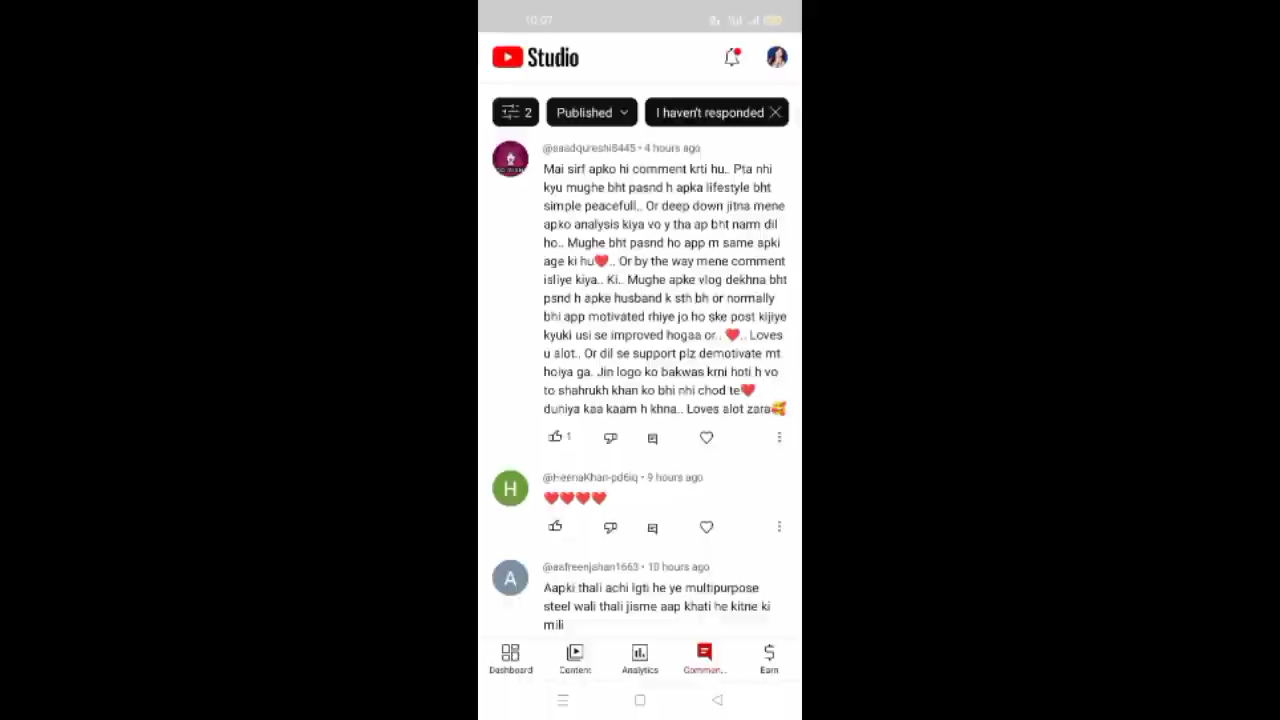 10:07
Studio
2
Published
I haven't responded
@saadqureshi8445 • 4 hours ago
Mai sirf apko hi comment krti hu.. Pta nhi
kyu mughe bht pasnd h apka lifestyle bht
simple peacefull.. Or deep down jitna mene
apko analysis kiya vo y tha ap bht narm dil
ho.. Mughe bht pasnd ho app m same apki
age ki hu❤️.. Or by the way mene comment
isliye kiya.. Ki.. Mughe apke vlog dekhna bht
psnd h apke husband k sth bh or normally
bhi app motivated rhiye jo ho ske post kijiye
kyuki usi se improved hogaa or.. ❤️.. Loves
u alot.. Or dil se support plz demotivate mt
hoiya ga. Jin logo ko bakwas krni hoti h vo
to shahrukh khan ko bhi nhi chod te❤️
duniya kaa kaam h khna.. Loves alot zara🥰
1
@HeenaKhan-pd6iq • 9 hours ago
❤️❤️❤️❤️
H
@aafreenjahan1663 • 10 hours ago
A
Aapki thali achi lgti he ye multipurpose
steel wali thali jisme aap khati he kitne ki
mili
Dashboard
Content
Analytics
Commen...
Earn